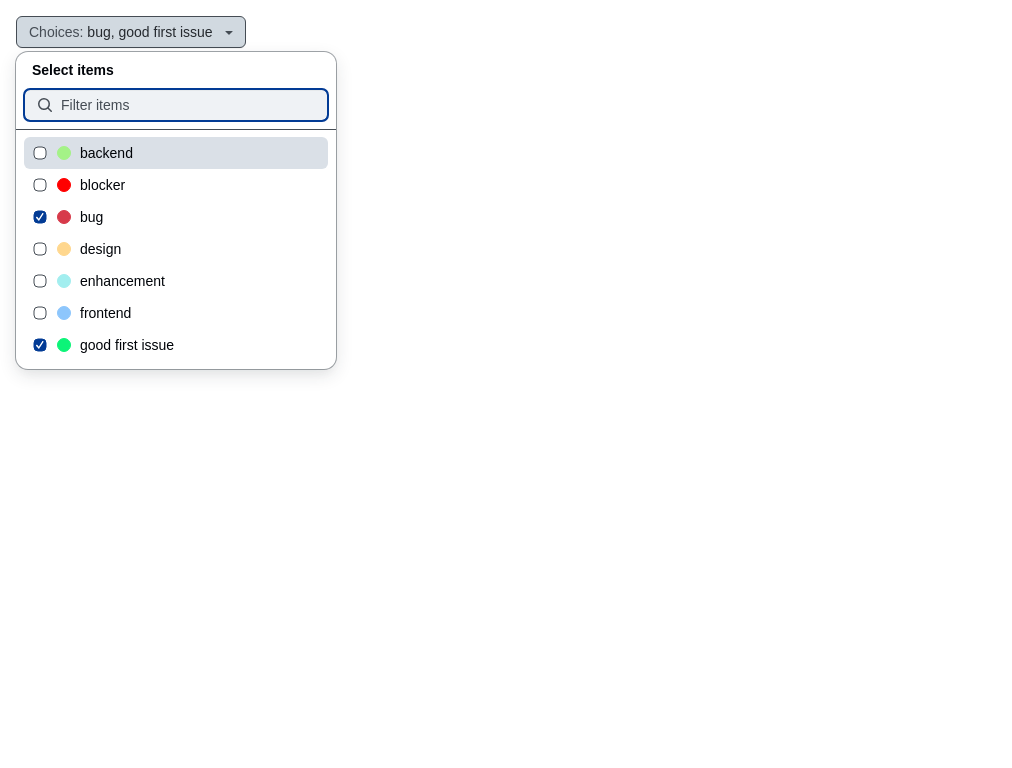 Choices: bug, good first issue
Select items
Filter items
backend
blocker
bug
design
enhancement
frontend
good first issue